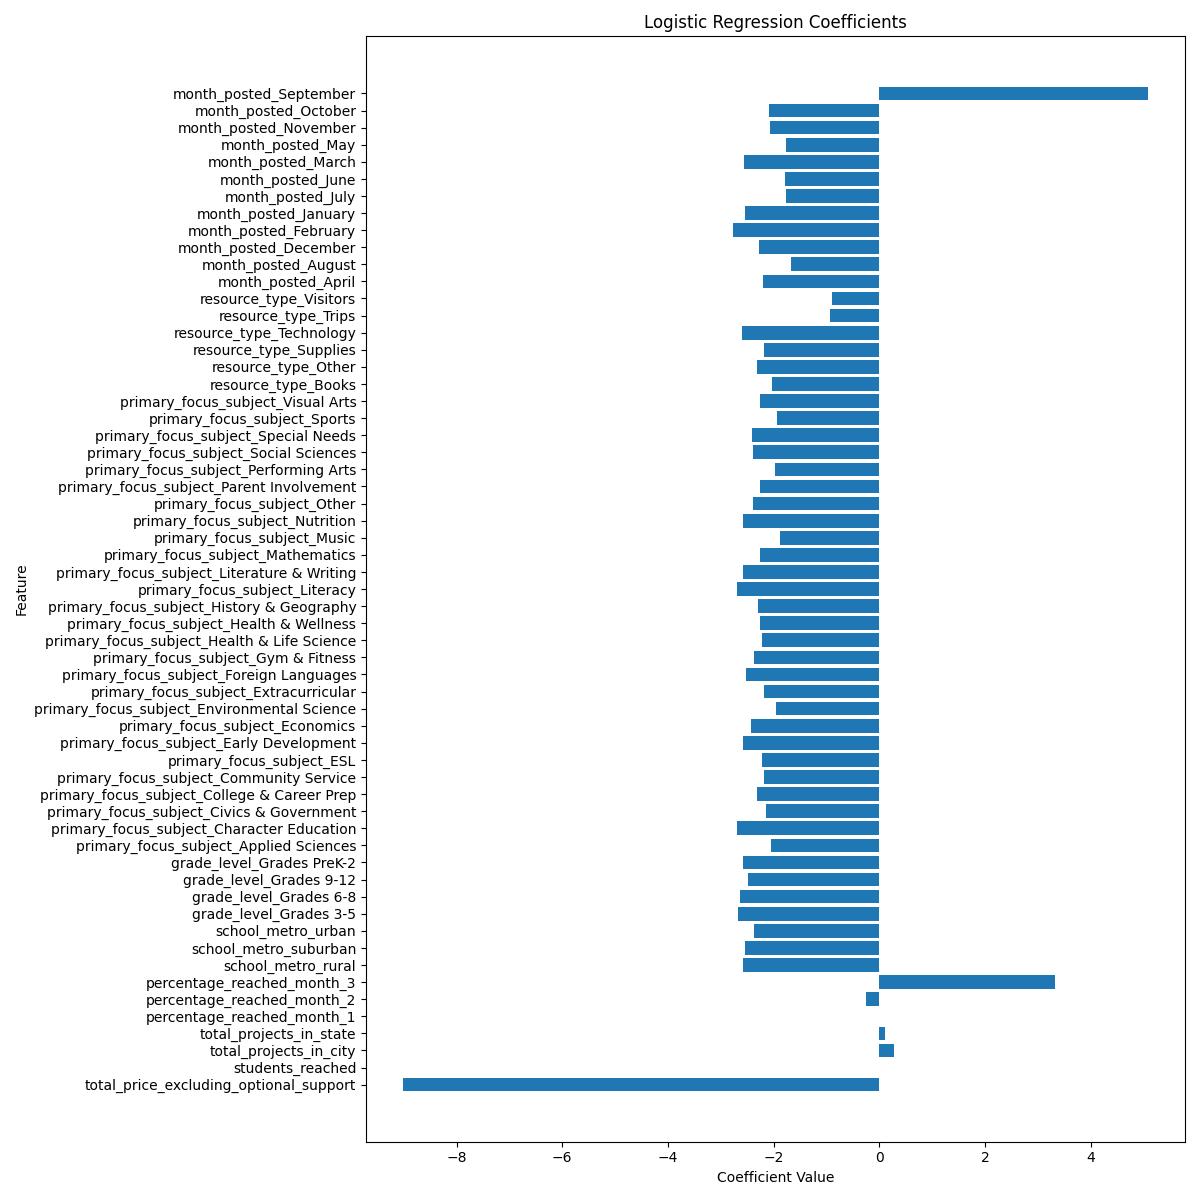 Logistic Regression Coefficients
month_posted_September
month_posted_October
month_posted_November
month_posted_May
month_posted_March
month_posted_June
month_posted_July
month_posted_January
month_posted_February
month_posted_December
month_posted_August
month_posted_April
resource_type_Visitors
resource_type_Trips
resource_type_Technology
resource_type_Supplies
resource_type_Other
resource_type_Books
primary_focus_subject_Visual Arts
primary_focus_subject_Sports
primary_focus_subject_Special Needs
primary_focus_subject_Social Sciences
primary_focus_subject_Performing Arts
primary_focus_subject_Parent Involvement
primary_focus_subject_Other
primary_focus_subject_Nutrition
primary_focus_subject_Music
primary_focus_subject_Mathematics
primary_focus_subject_Literature & Writing
primary_focus_subject_Literacy
primary_focus_subject_History & Geography
primary_focus_subject_Health & Wellness
primary_focus_subject_Health & Life Science
primary_focus_subject_Gym & Fitness
primary_focus_subject_Foreign Languages
primary_focus_subject_Extracurricular
primary_focus_subject_Environmental Science
primary_focus_subject_Economics
primary_focus_subject_Early Development
primary_focus_subject_ESL
primary_focus_subject_Community Service
primary_focus_subject_College & Career Prep
primary_focus_subject_Civics & Government
primary_focus_subject_Character Education
primary_focus_subject_Applied Sciences
grade_level_Grades PreK-2
grade_level_Grades 9-12
grade_level_Grades 6-8
grade_level_Grades 3-5
school_metro_urban
school_metro_suburban
school_metro_rural
percentage_reached_month_3
percentage_reached_month_2
percentage_reached_month_1
total_projects_in_state
total_projects_in_city
students_reached
total_price_excluding_optional_support
Feature
−8 −6 −4 −2 0 2 4
Coefficient Value